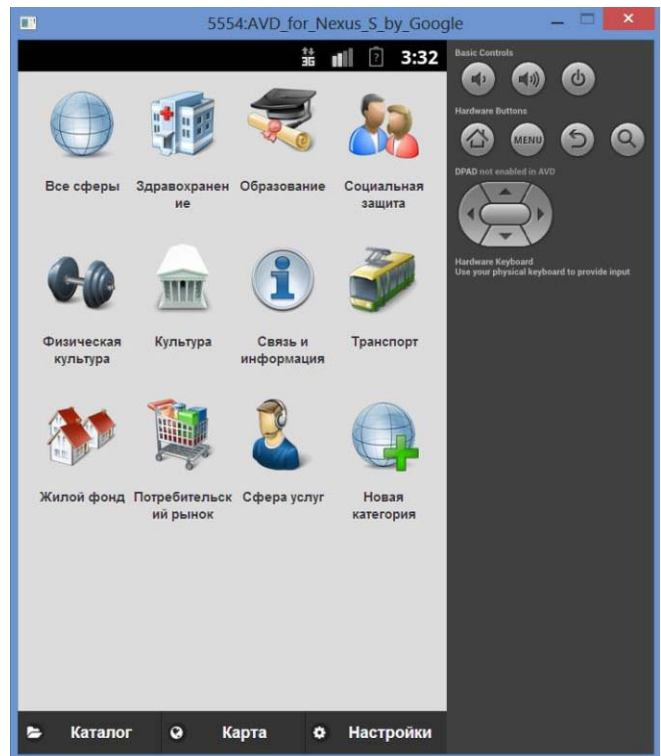 5554:AVD_for_Nexus_S_by_Google
3G
3:32
Basic Controls
Hardware Buttons
MENU
DPAD not enabled in AVD
Hardware Keyboard
Use your physical keyboard to provide input
Все сферы
Здравохранен
ие
Образование
Социальная
защита
Физическая
культура
Культура
Связь и
информация
Транспорт
Жилой фонд
Потребительск
ий рынок
Сфера услуг
Новая
категория
Каталог
Карта
Настройки